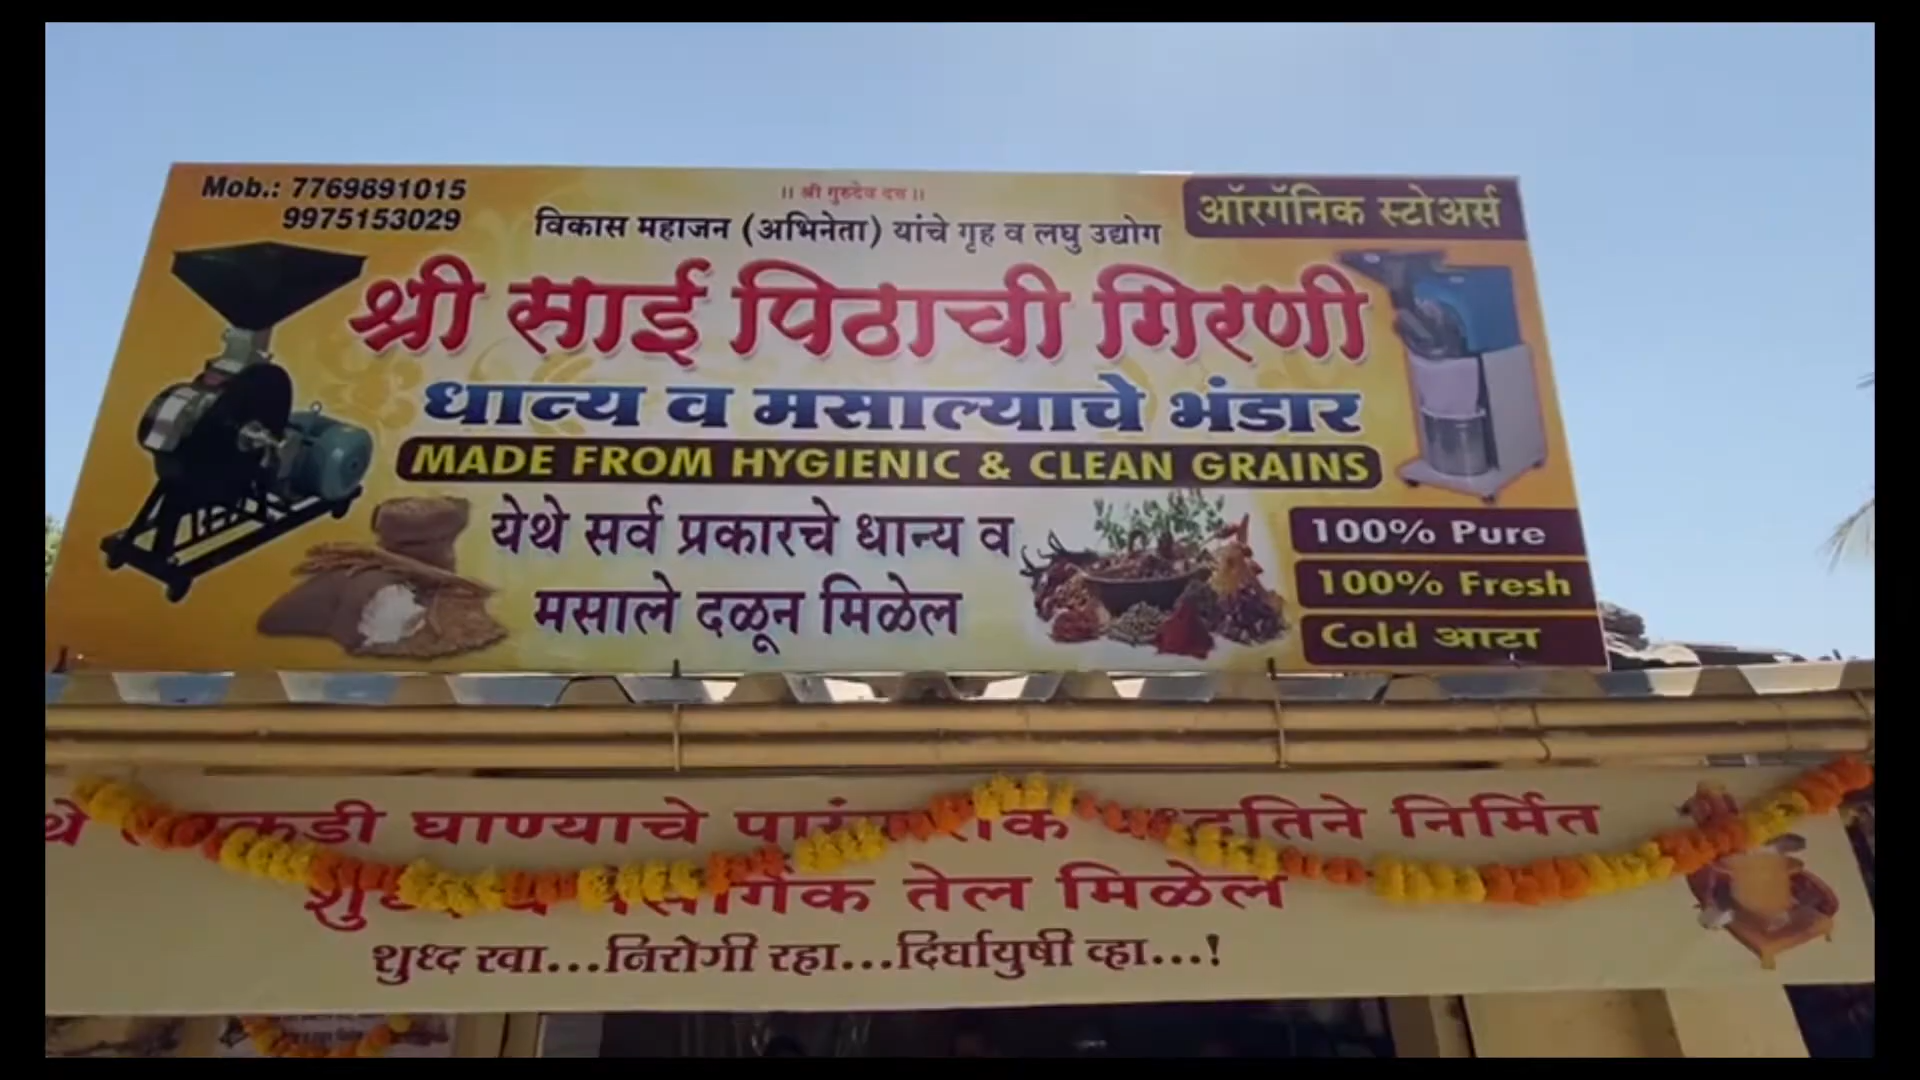 Mob.: 7769891015
9975153029
॥ श्री गुरुदेव दत्त ॥
विकास महाजन (अभिनेता) यांचे गृह व लघु उद्योग
ऑरगॅनिक स्टोअर्स
श्री साई पिठाची गिरणी
धान्य व मसाल्याचे भंडार
MADE FROM HYGIENIC & CLEAN GRAINS
येथे सर्व प्रकारचे धान्य व
मसाले दळून मिळेल
100% Pure
100% Fresh
Cold आटा
घाण्याचे निर्मित
तेल मिळेल
शुध्द खा...निरोगी रहा...दिर्घायुषी व्हा...!